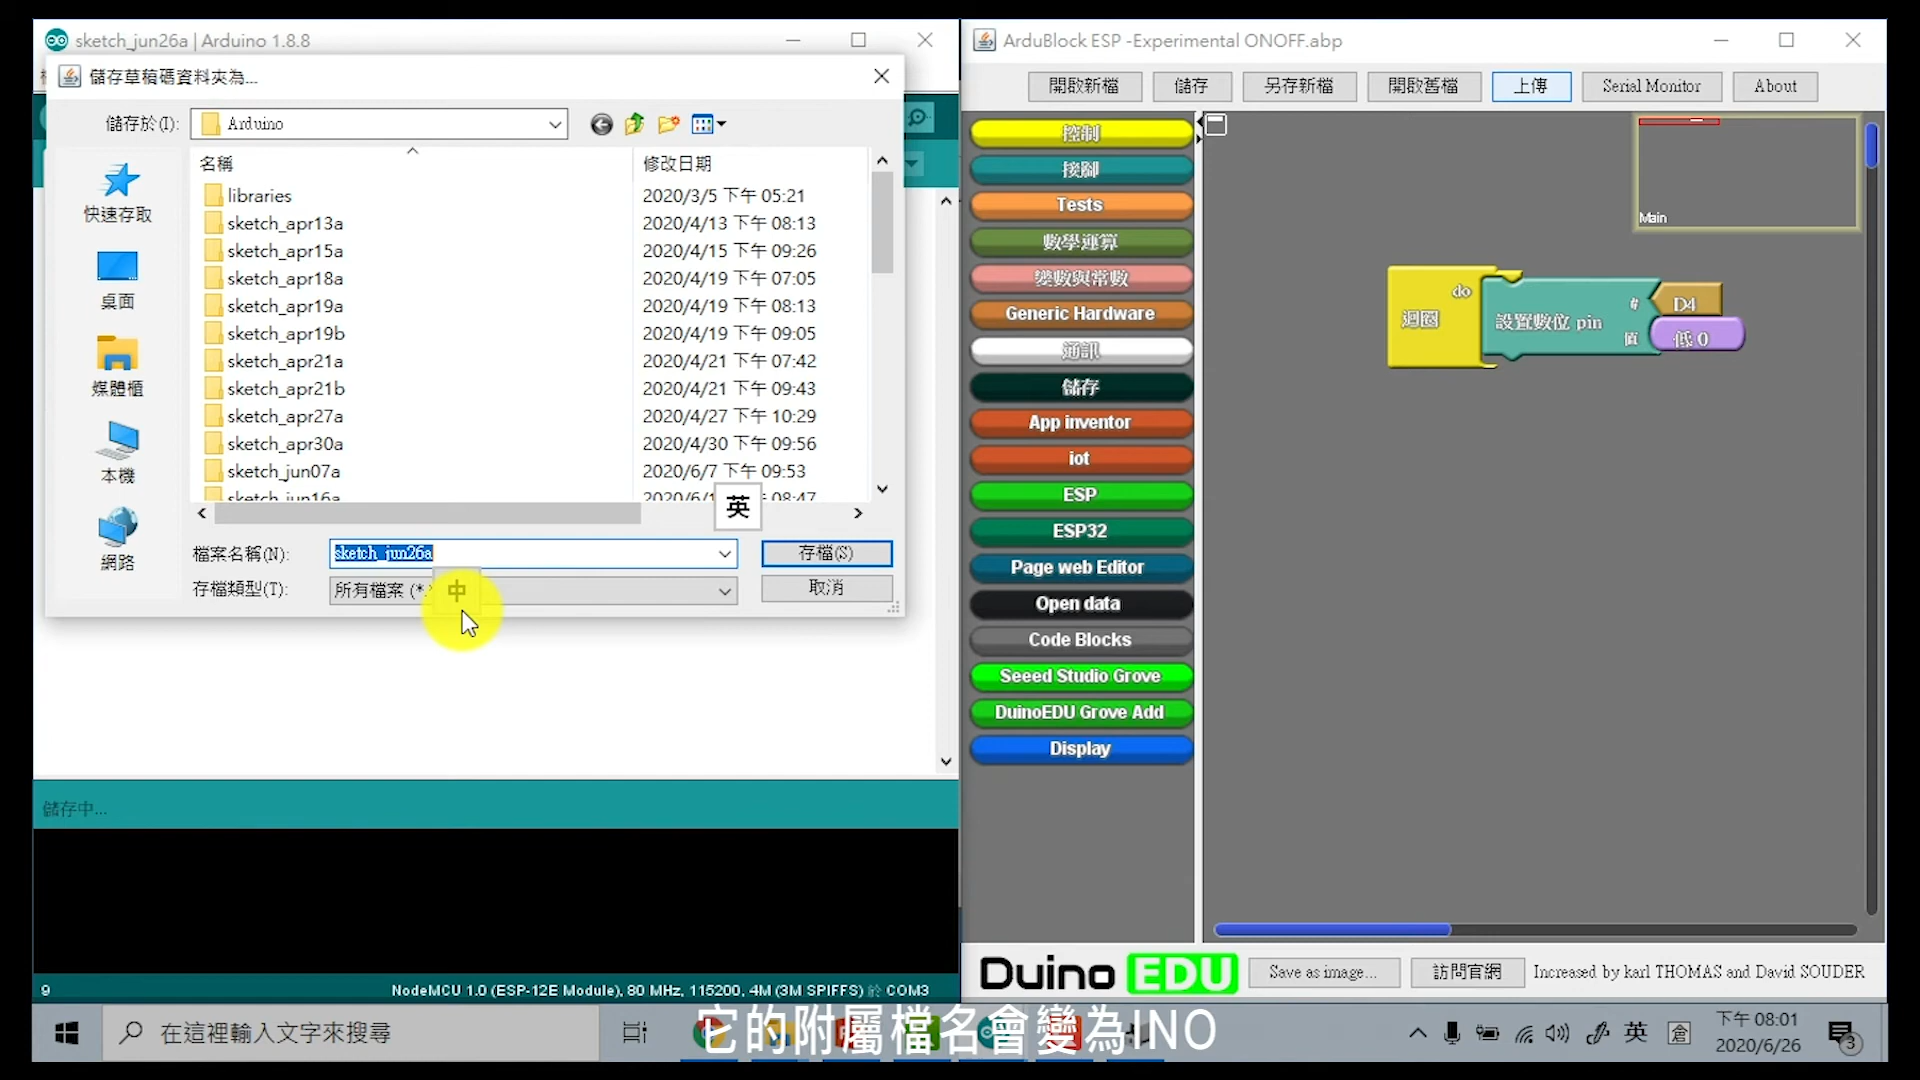 sketch_jun26a | Arduino 1.8.8
儲存草稿碼資料夾為...
儲存於(I):
Arduino
名稱
修改日期
libraries
2020/3/5 下午 05:21
sketch_apr13a
2020/4/13 下午 08:13
sketch_apr15a
2020/4/15 下午 09:26
sketch_apr18a
2020/4/19 下午 07:05
sketch_apr19a
2020/4/19 下午 08:13
sketch_apr19b
2020/4/19 下午 09:05
sketch_apr21a
2020/4/21 下午 07:42
sketch_apr21b
2020/4/21 下午 09:43
sketch_apr27a
2020/4/27 下午 10:29
sketch_apr30a
2020/4/30 下午 09:56
sketch_jun07a
2020/6/7 下午 09:53
sketch_jun16a
08:47
快速存取
桌面
媒體櫃
本機
網路
英
檔案名稱(N):
sketch_jun26a
存檔(S)
存檔類型(T):
所有檔案 (*.
中
取消
儲存中...
9
NodeMCU 1.0 (ESP-12E Module), 80 MHz, 115200, 4M (3M SPIFFS) 於 COM3
ArduBlock ESP -Experimental ONOFF.abp
開啟新檔
儲存
另存新檔
開啟舊檔
上傳
Serial Monitor
About
控制
接腳
Tests
數學運算
變數與常數
Generic Hardware
通訊
儲存
App inventor
iot
ESP
ESP32
Page web Editor
Open data
Code Blocks
Seeed Studio Grove
DuinoEDU Grove Add
Display
Main
迴圈
do
設置數位 pin
#
D4
值
低 0
Duino EDU
Save as image...
訪問官網
Increased by karl THOMAS and David SOUDER
在這裡輸入文字來搜尋
它的附屬檔名會變為INO
英
倉
下午 08:01
2020/6/26
3